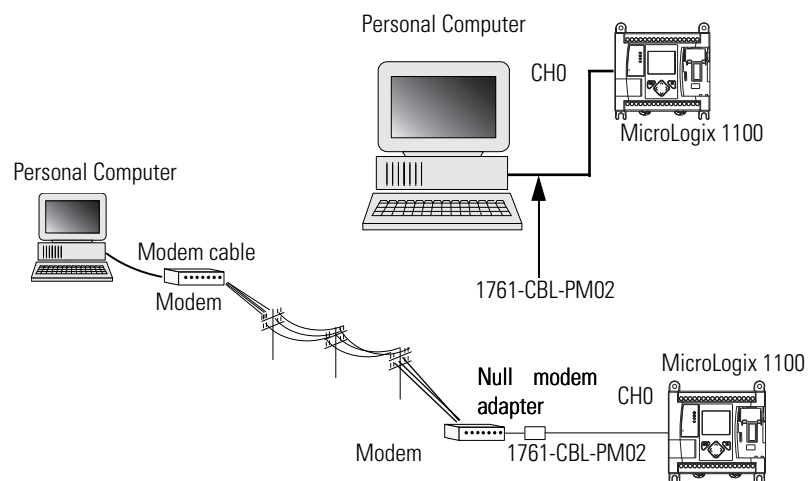 Personal Computer
CH0
MicroLogix 1100
1761-CBL-PM02
Personal Computer
Modem cable
Modem
Null modem
adapter
CH0
MicroLogix 1100
Modem
1761-CBL-PM02